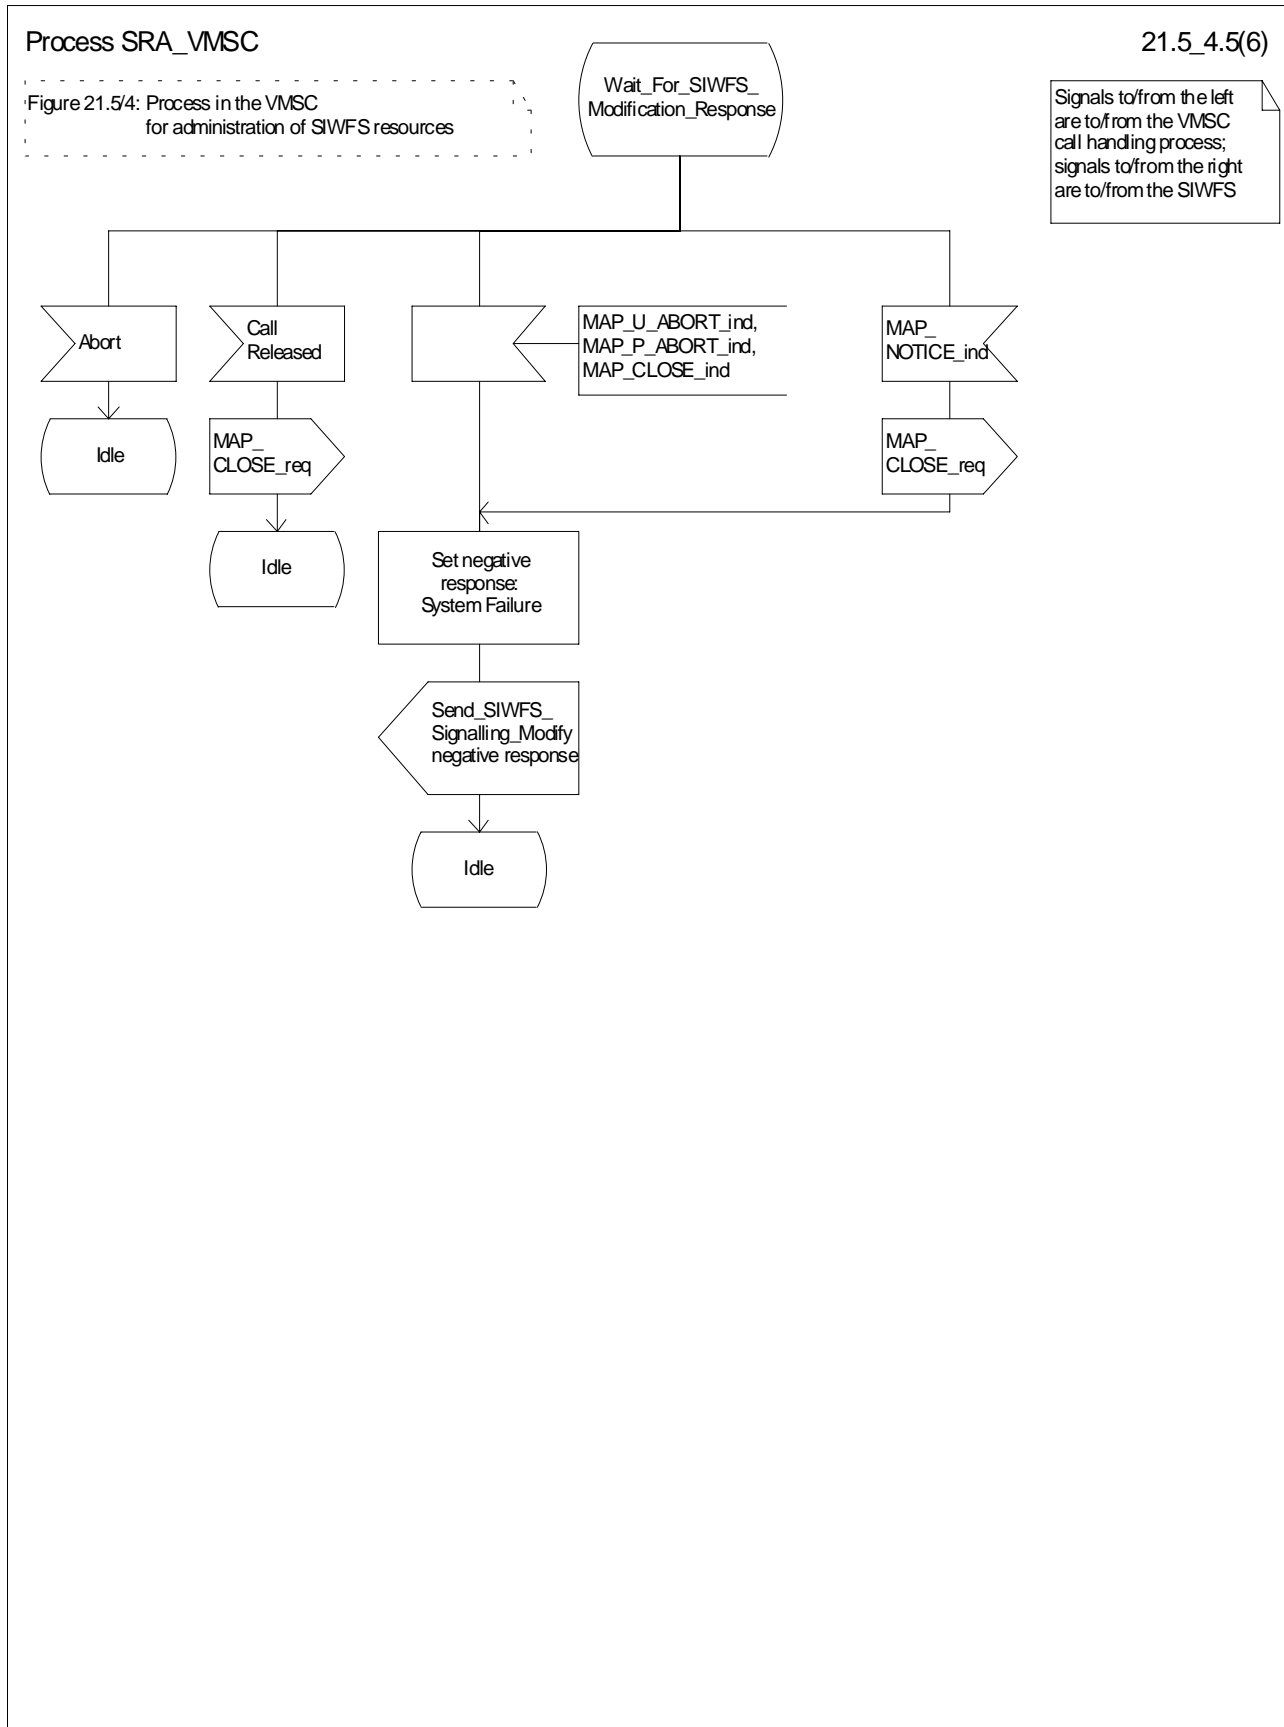 Process SRA_VMSC
21.5_4.5(6)
Figure 21.5/4: Process in the VMSC
for administration of SIWFS resources
Wait_For_SIWFS_
Modification_Response
Signals to/from the left
are to/from the VMSC
call handling process;
signals to/from the right
are to/from the SIWFS
Abort
Call
Released
MAP_U_ABORT_ind,
MAP_P_ABORT_ind,
MAP_CLOSE_ind
MAP_
NOTICE_ind
Idle
MAP_
CLOSE_req
MAP_
CLOSE_req
Idle
Set negative
response:
System Failure
Send_SIWFS_
Signalling_Modify
negative response
Idle